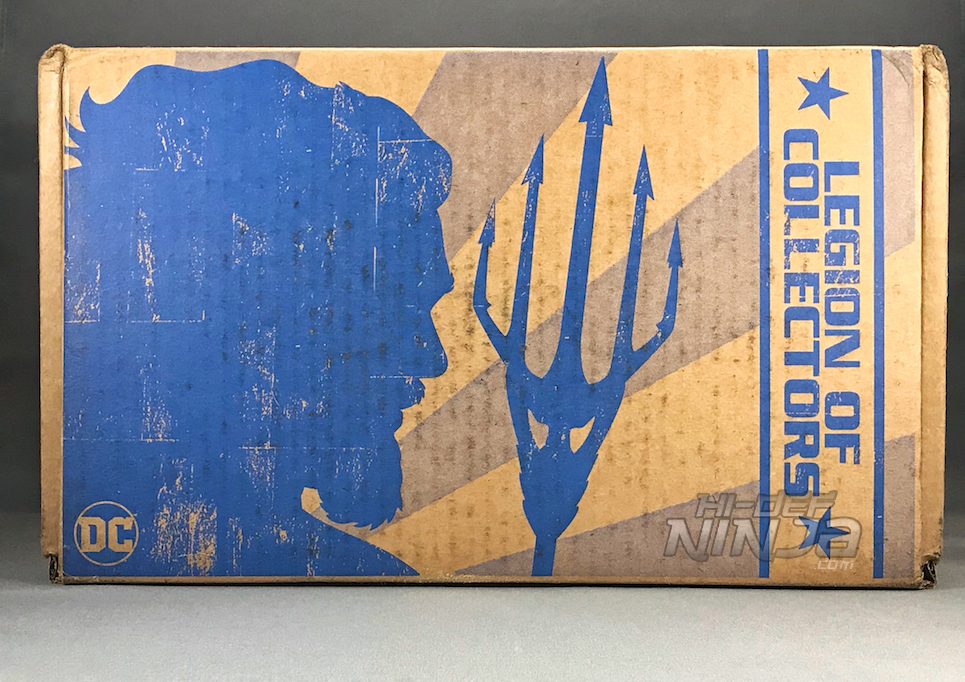 LEGION OF
COLLECTORS
DC
HI-DEF
NINJA
.COM